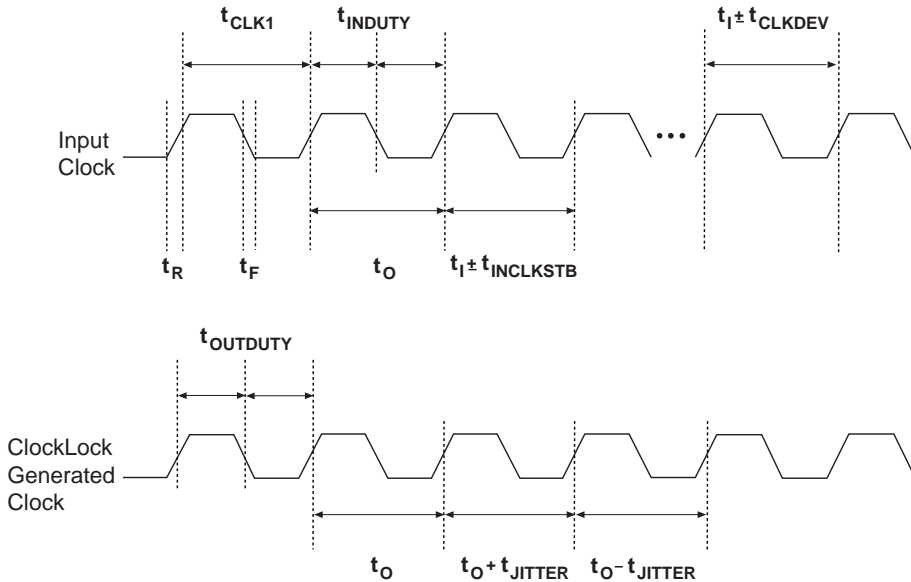 tCLK1 tINDUTY tI ± tCLKDEV
Input
Clock
tR tF tO tI ± tINCLKSTB
tOUTDUTY
ClockLock
Generated
Clock
tO tO + tJITTER tO − tJITTER